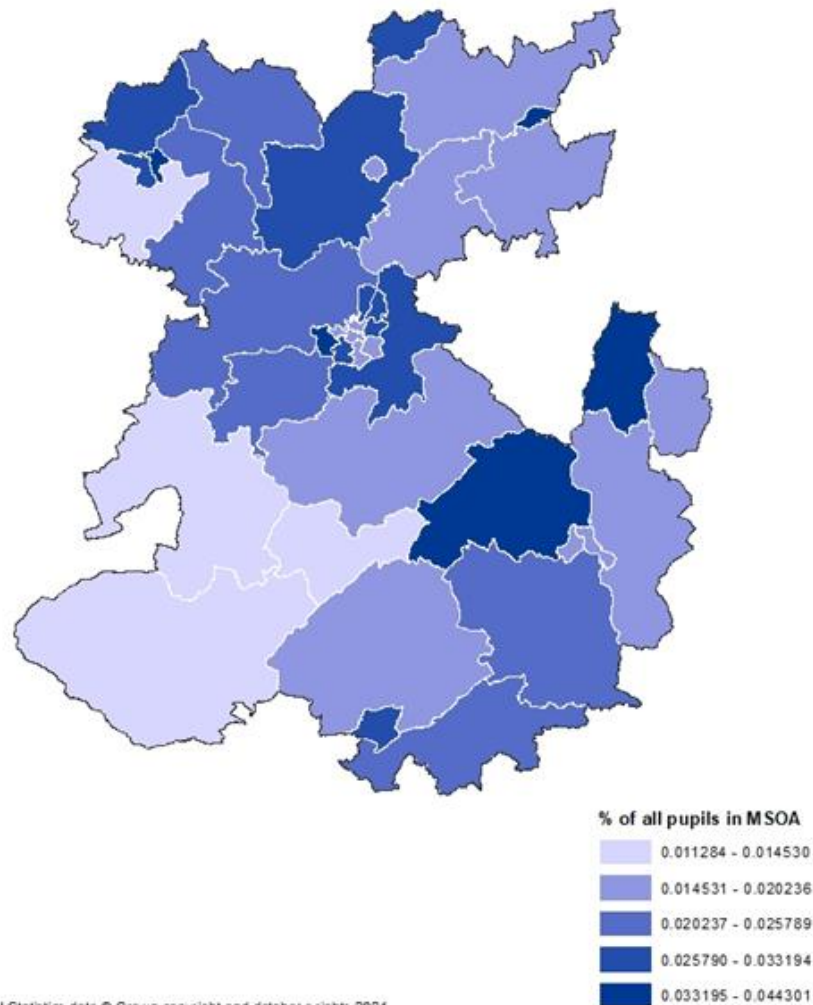 % of all pupils in MSOA
0.011284 - 0.014530
0.014531 - 0.020236
0.020237 - 0.025789
0.025790 - 0.033194
0.033195 - 0.044301
Statistics data © Crown copyright and database rights